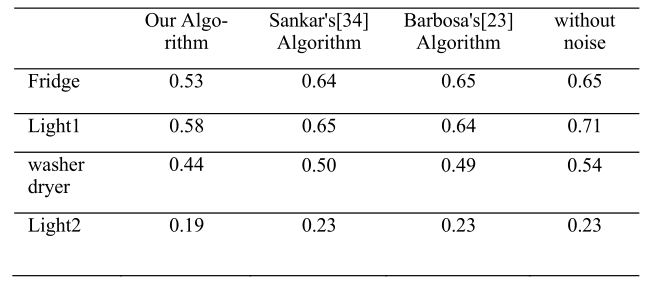 Our Algo- Sankar's[34] Barbosa's[23] without
rithm Algorithm Algorithm noise
Fridge 0.53 0.64 0.65 0.65
Light1 0.58 0.65 0.64 0.71
washer 0.44 0.50 0.49 0.54
dryer
Light2 0.19 0.23 0.23 0.23